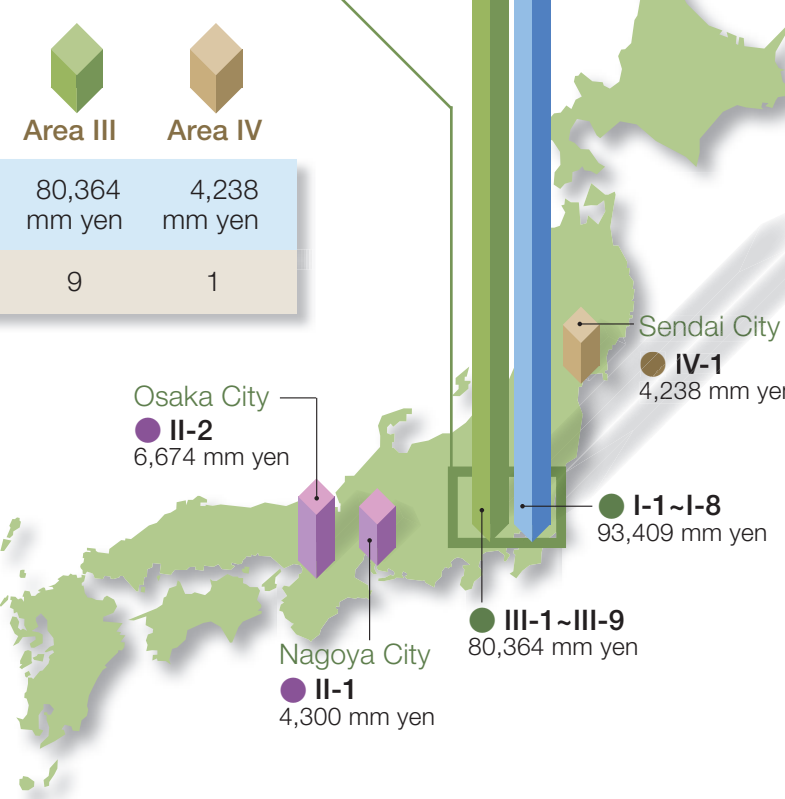 Area III Area IV
80,364 4,238
mm yen mm yen
9 1
Sendai City
IV-1
4,238 mm yen
Osaka City
II-2
6,674 mm yen
I-1~I-8
93,409 mm yen
III-1~III-9
80,364 mm yen
Nagoya City
II-1
4,300 mm yen